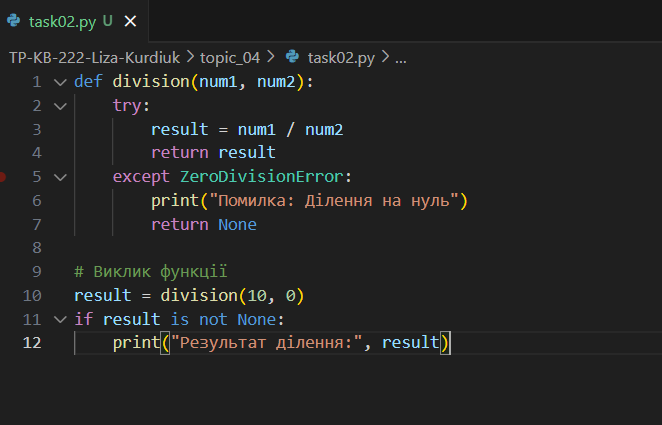 task02.py U ×
TP-KB-222-Liza-Kurdiuk > topic_04 > task02.py > ...
1 def division(num1, num2):
2     try:
3         result = num1 / num2
4         return result
5     except ZeroDivisionError:
6         print("Помилка: Ділення на нуль")
7         return None
8
9 # Виклик функції
10 result = division(10, 0)
11 if result is not None:
12     print("Результат ділення:", result)